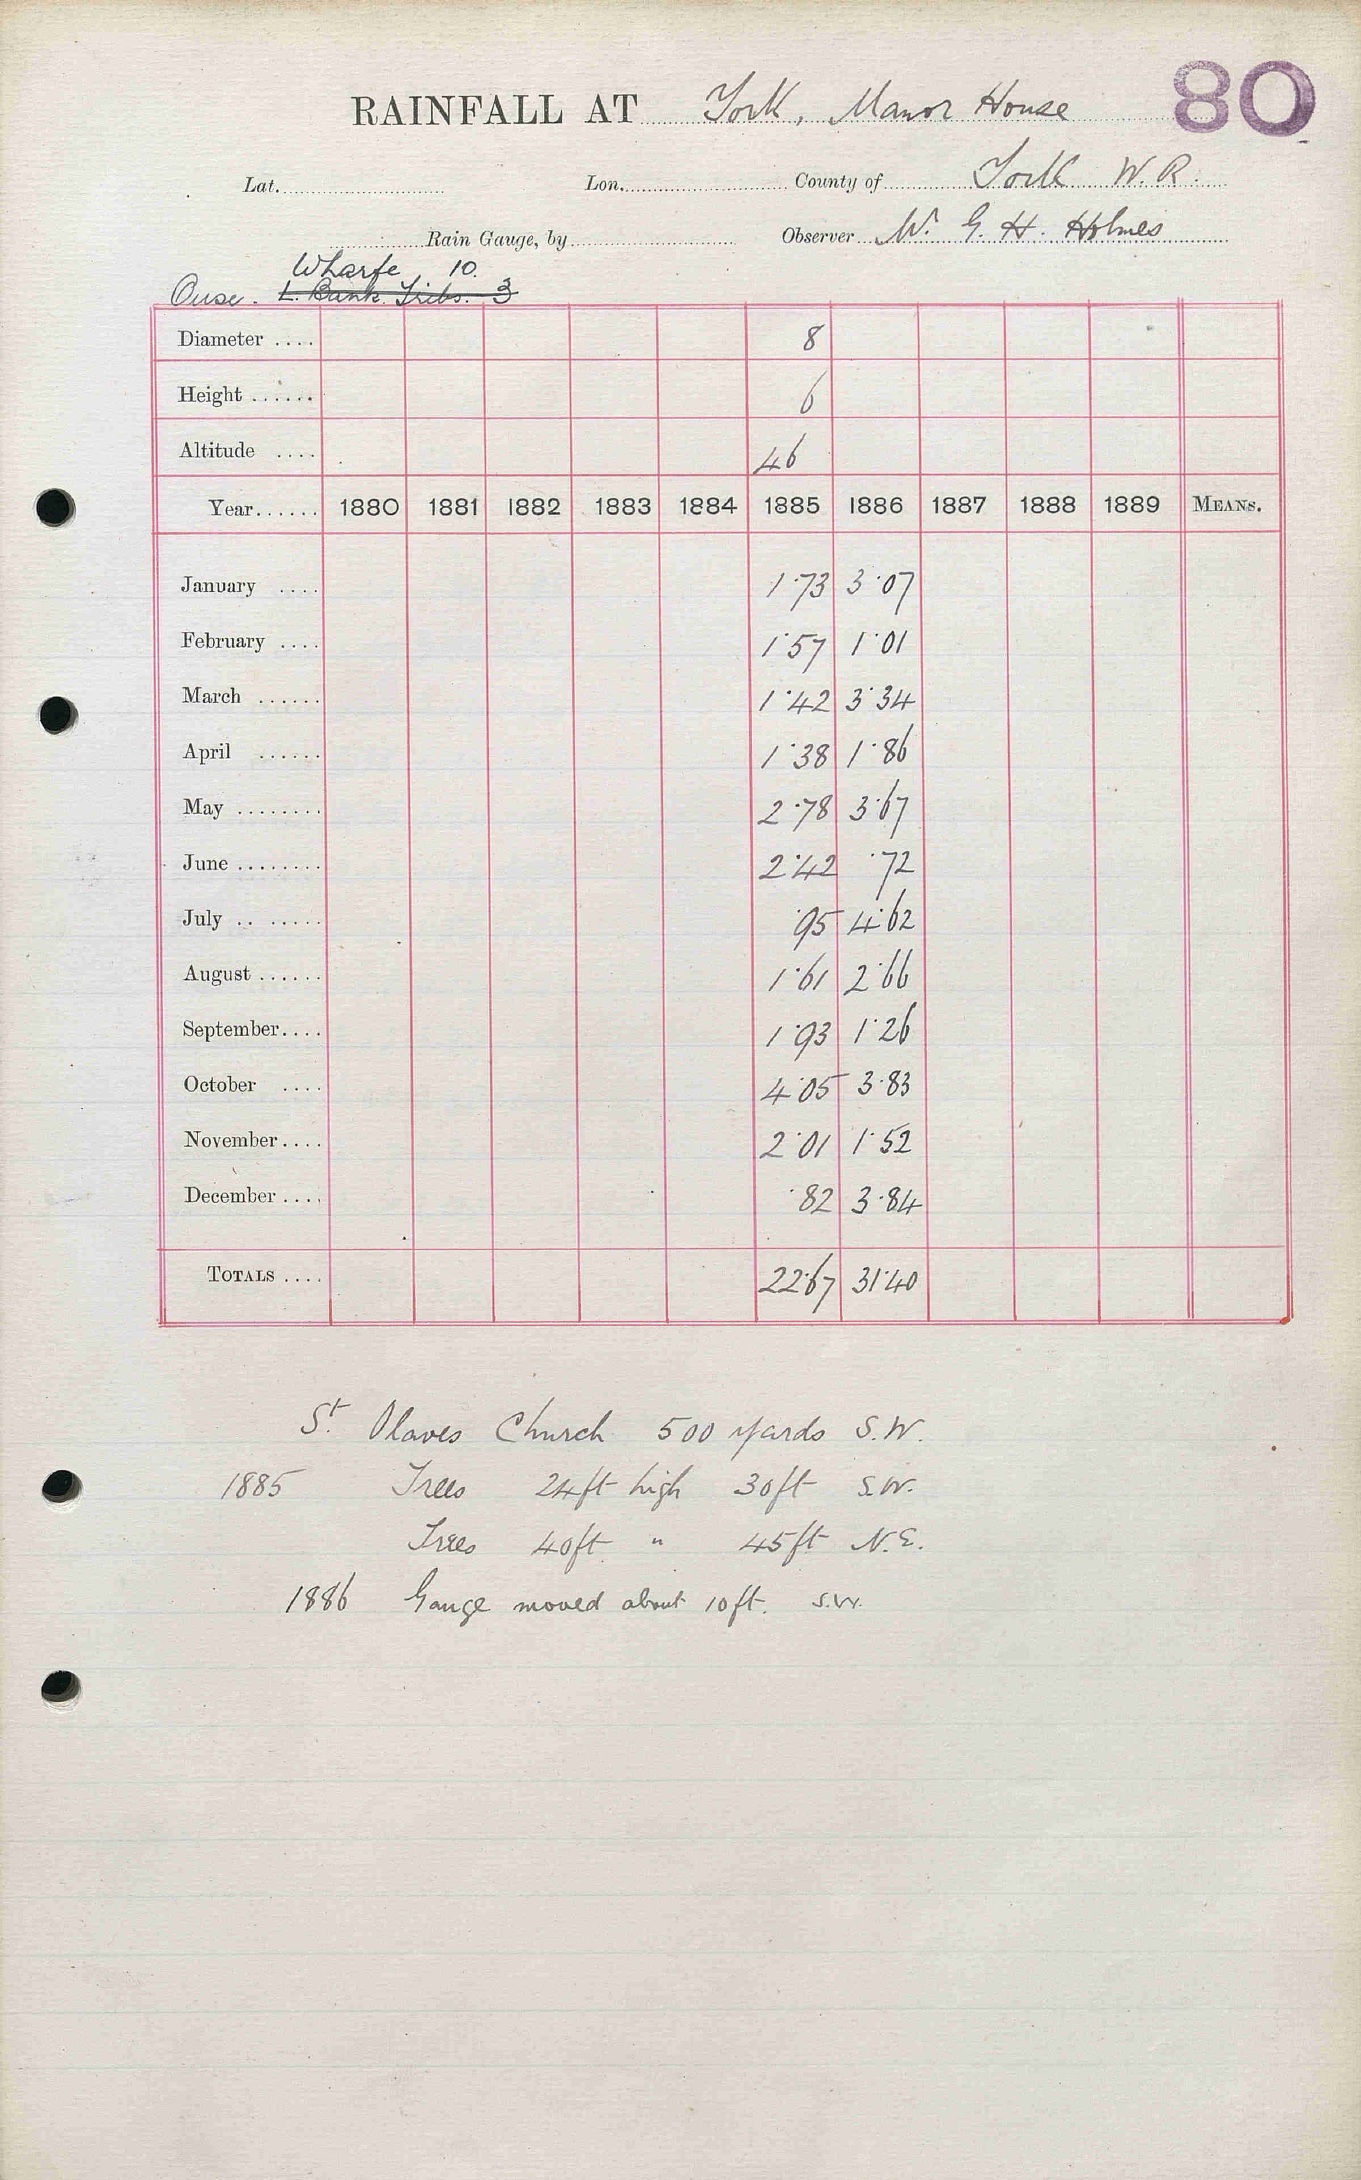 RAINFALL AT York, Manor House 80
Lat. Lon. County of York W.R.
Rain Gauge, by Observer W. G. H. Holmes
Wharfe 10.
Ouse. L. Bank Tribs. 3
Diameter .... 8
Height ...... 6
Altitude .... 46
Year...... 1880 1881 1882 1883 1884 1885 1886 1887 1888 1889 MEANS.
January .... 1·73 3·07
February .... 1·57 1·01
March ...... 1·42 3·34
April ...... 1·38 1·86
May ........ 2·78 3·67
June ........ 2·42 ·72
July .. ..... ·95 4·62
August ...... 1·61 2·66
September.... 1·93 1·26
October .... 4·05 3·83
November.... 2·01 1·52
December .... ·82 3·84
TOTALS .... 22·67 31·40
St. Olaves Church 500 yards S.W.
1885 Trees 24ft high 30ft S.W.
Trees 40ft " 45ft N.E.
1886 Gauge moved about 10ft. S.W.